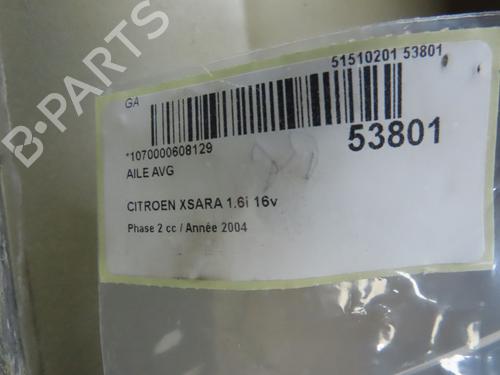 51510201 53801
GA
53801
*1070000608129
AILE AVG
CITROEN XSARA 1.6i 16v
Phase 2 cc / Année 2004
B-PARTS